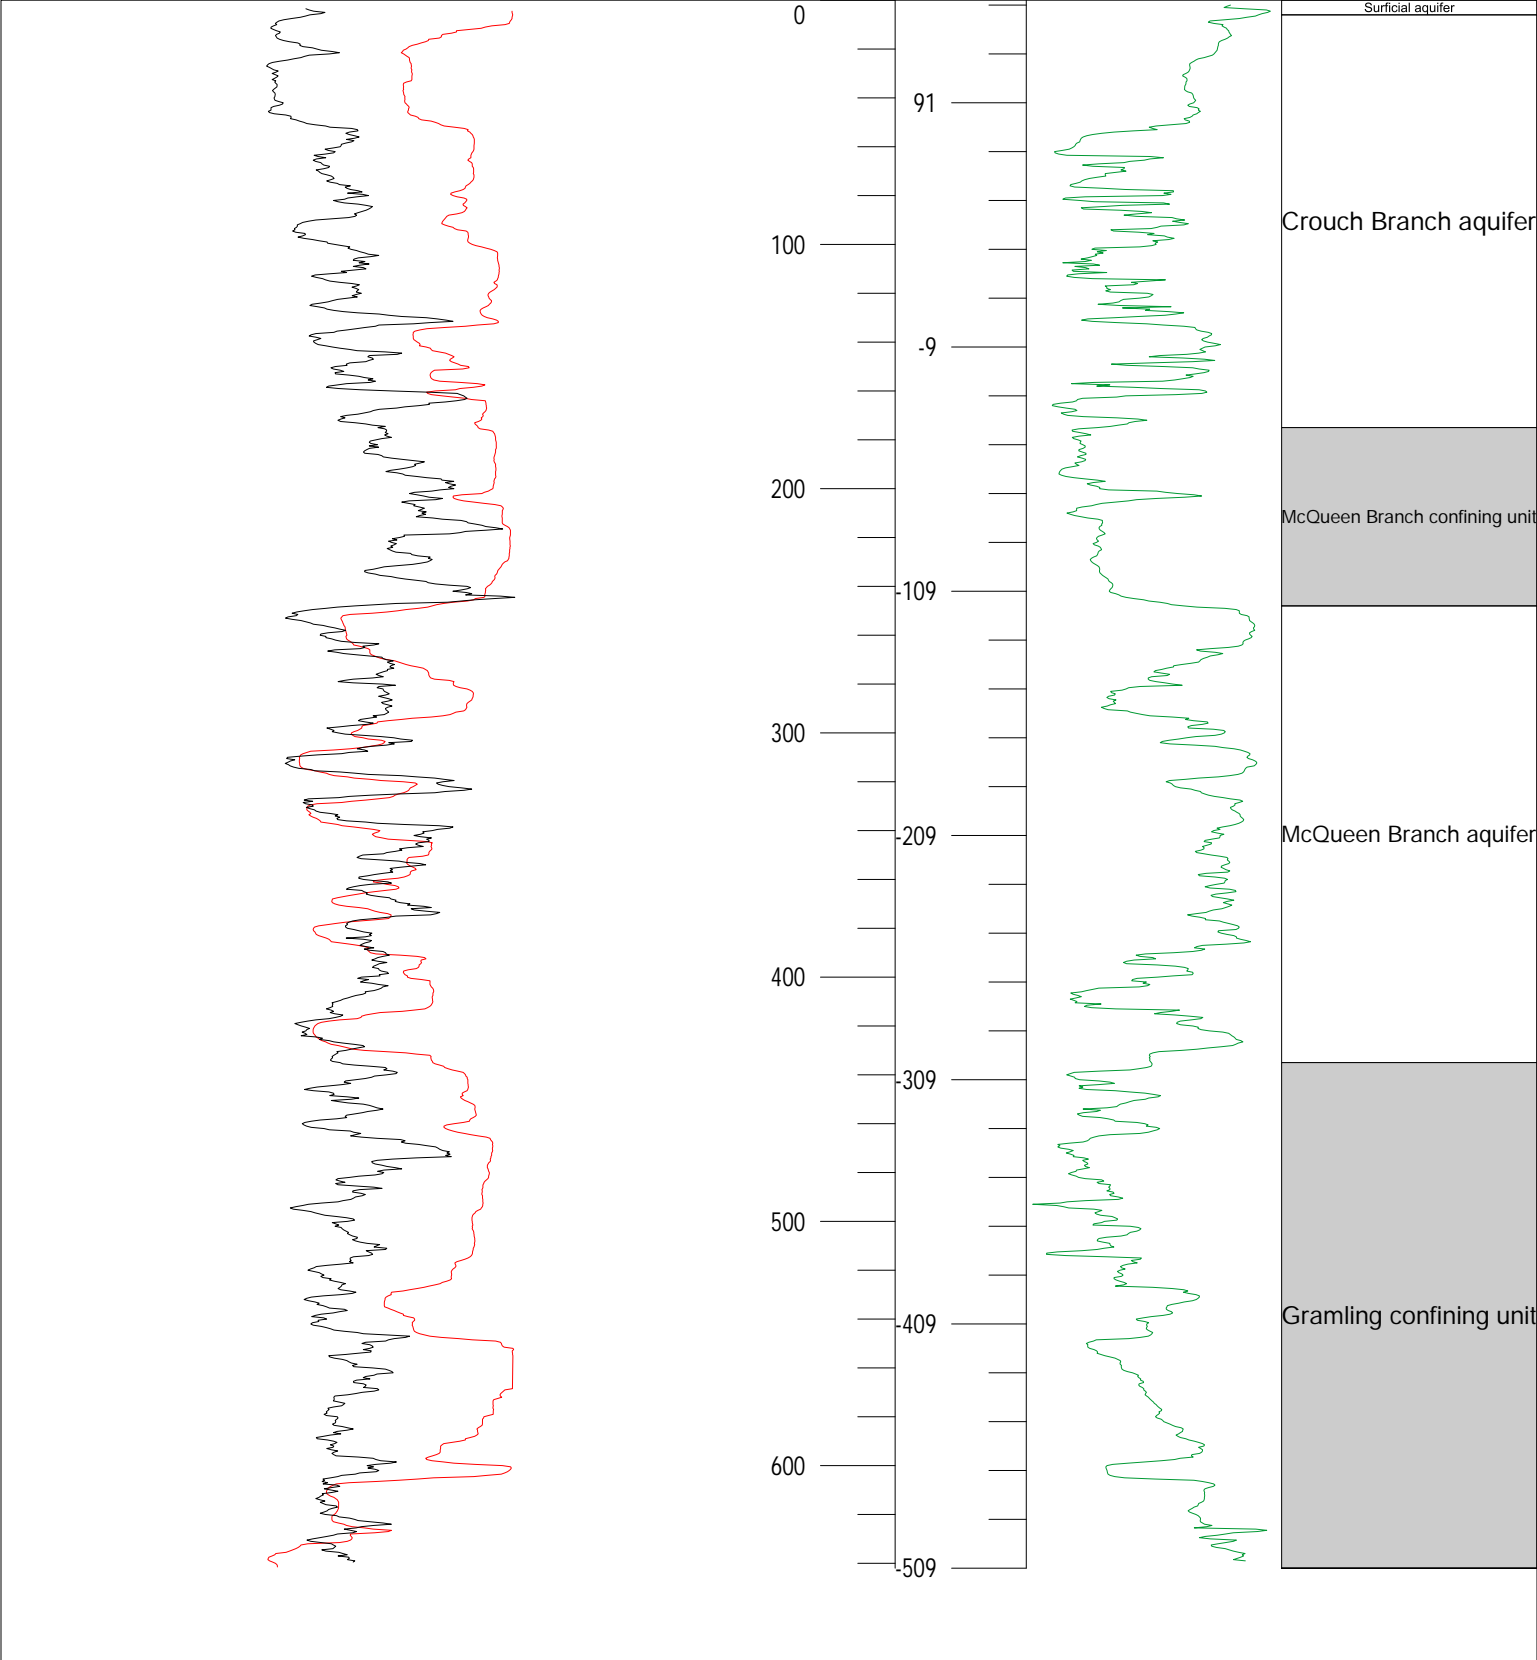 Surficial aquifer
0
91
Crouch Branch aquifer
100
-9
200
McQueen Branch confining unit
-109
300
-209
McQueen Branch aquifer
400
-309
500
Gramling confining unit
-409
600
-509